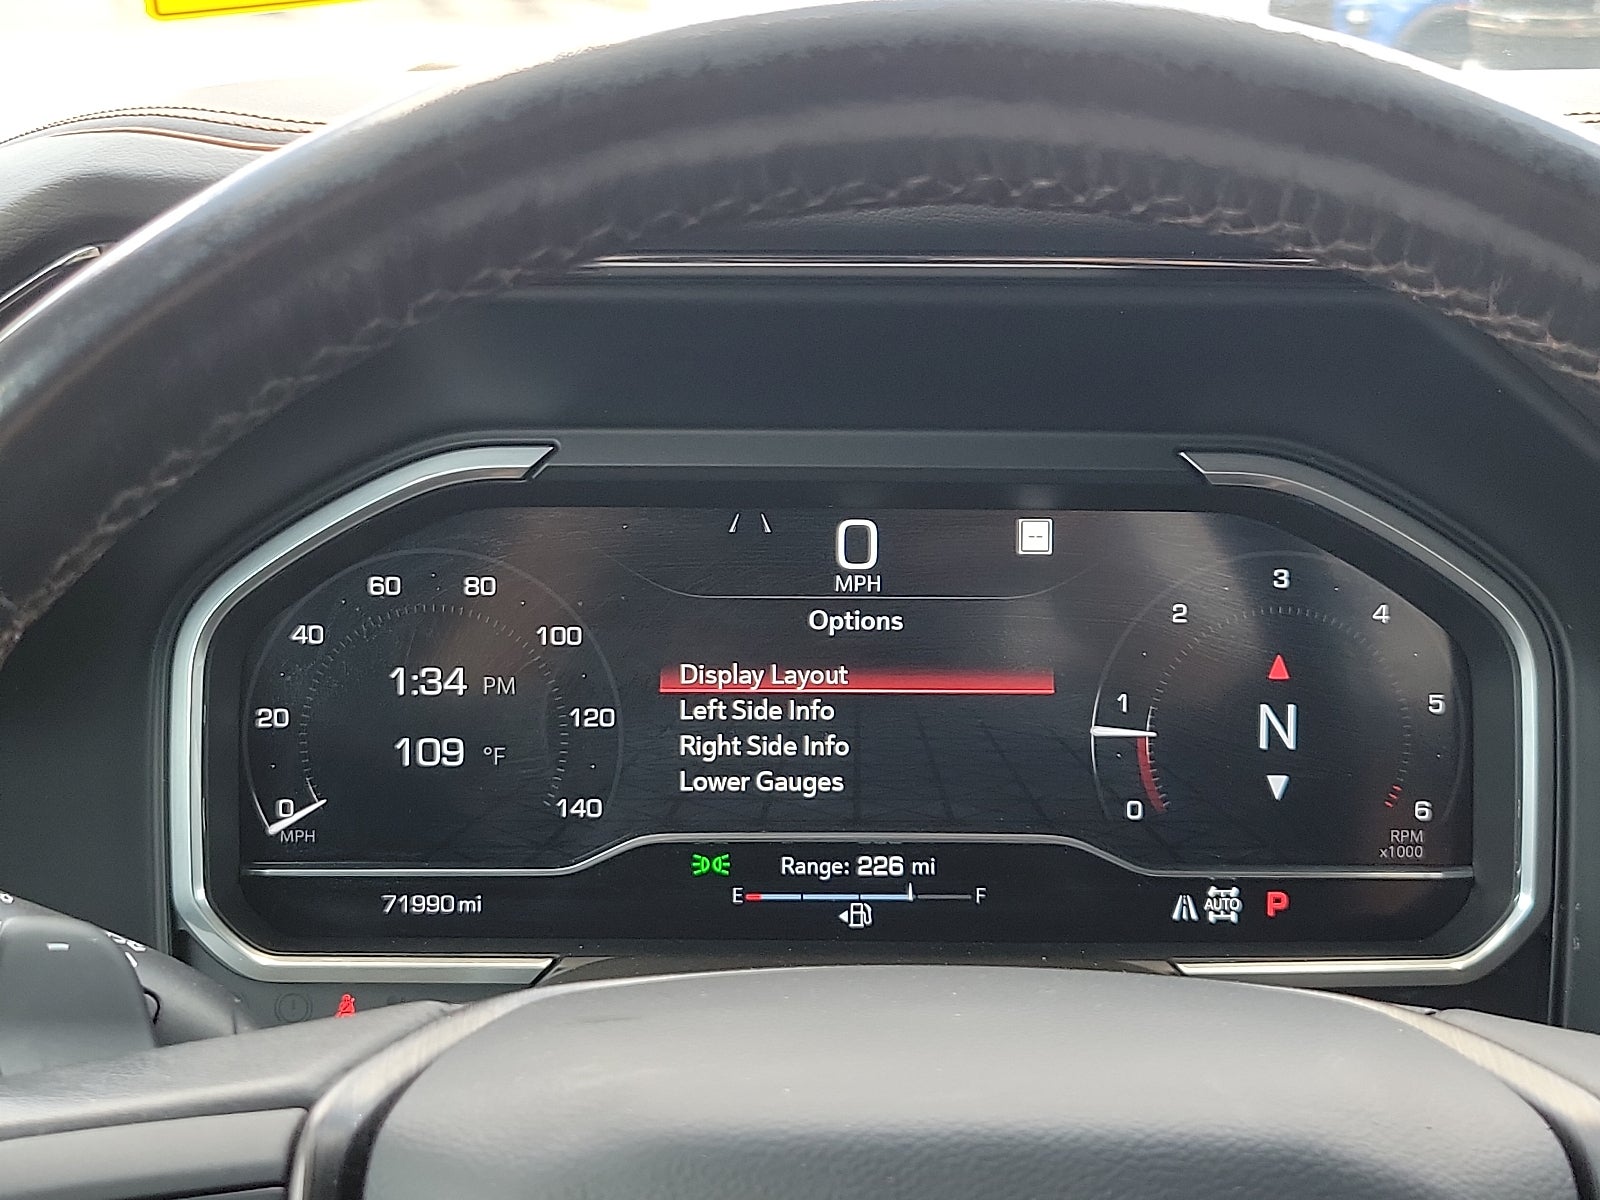 0
MPH
Options
Display Layout
Left Side Info
Right Side Info
Lower Gauges
0
20
40
60
80
100
120
140
MPH
1:34 PM
109 °F
0
1
2
3
4
5
6
RPM
x1000
N
Range: 226 mi
E F
71990 mi
AUTO
P